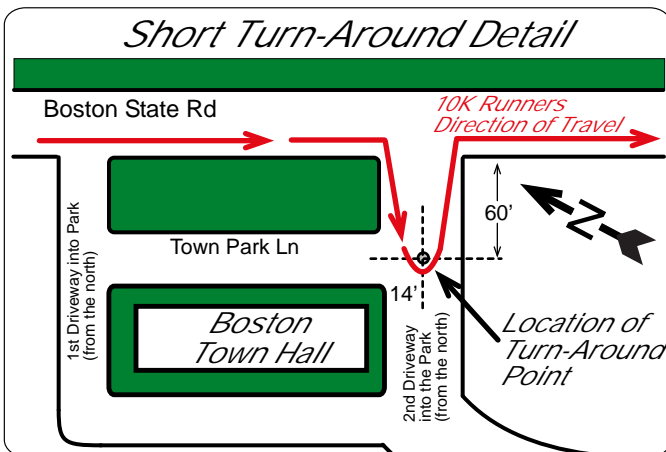 Short Turn-Around Detail
Boston State Rd
10K Runners
Direction of Travel
60'
N
Town Park Ln
14'
1st Driveway into Park
(from the north)
Boston
Town Hall
2nd Driveway
into the Park
(from the north)
Location of
Turn-Around
Point